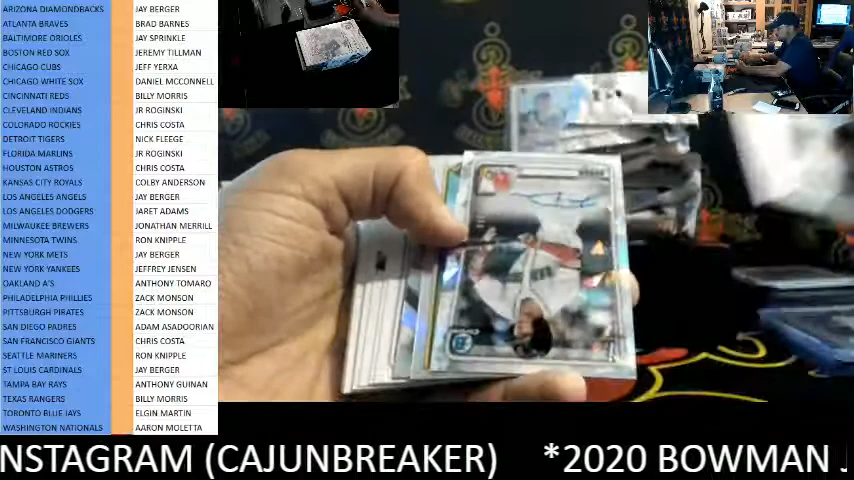 ARIZONA DIAMONDBACKS JAY BERGER
ATLANTA BRAVES BRAD BARNES
BALTIMORE ORIOLES JAY SPRINKLE
BOSTON RED SOX JEREMY TILLMAN
CHICAGO CUBS JEFF YERXA
CHICAGO WHITE SOX DANIEL MCCONNELL
CINCINATI REDS BILLY MORRIS
CLEVELAND INDIANS JR ROGINSKI
COLORADO ROCKIES CHRIS COSTA
DETROIT TIGERS NICK FLEEGE
FLORIDA MARLINS JR ROGINSKI
HOUSTON ASTROS CHRIS COSTA
KANSAS CITY ROYALS COLBY ANDERSON
LOS ANGELES ANGELS JAY BERGER
LOS ANGELES DODGERS JARET ADAMS
MILWAUKEE BREWERS JONATHAN MERRILL
MINNESOTA TWINS RON KNIPPLE
NEW YORK METS JAY BERGER
NEW YORK YANKEES JEFFREY JENSEN
OAKLAND A'S ANTHONY TOMARO
PHILADELPHIA PHILLIES ZACK MONSON
PITTSBURGH PIRATES ZACK MONSON
SAN DIEGO PADRES ADAM ASADOORIAN
SAN FRANCISCO GIANTS CHRIS COSTA
SEATTLE MARINERS RON KNIPPLE
ST LOUIS CARDINALS JAY BERGER
TAMPA BAY RAYS ANTHONY GUINAN
TEXAS RANGERS BILLY MORRIS
TORONTO BLUE JAYS ELGIN MARTIN
WASHINGTON NATIONALS AARON MOLETTA
NSTAGRAM (CAJUNBREAKER) *2020 BOWMAN